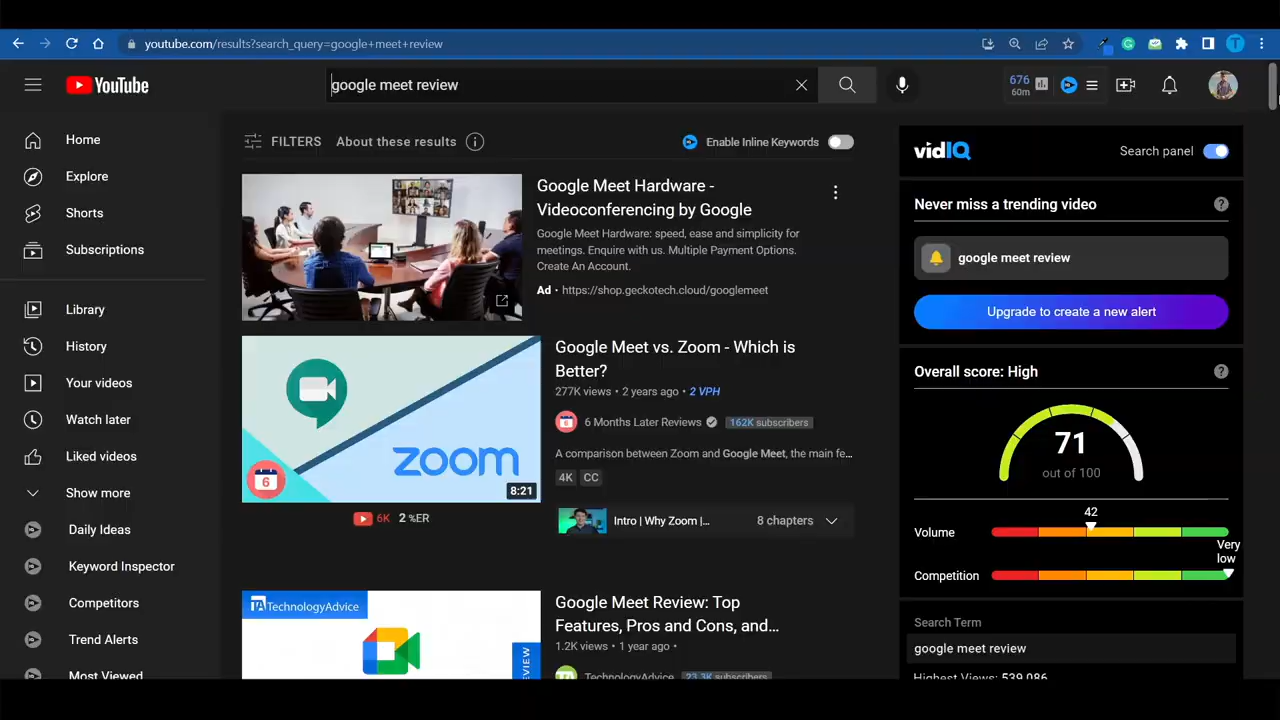 youtube.com/results?search_query=google+meet+review
YouTube
google meet review
676
60m
T
Home
Explore
Shorts
Subscriptions
Library
History
Your videos
Watch later
Liked videos
Show more
Daily Ideas
Keyword Inspector
Competitors
Trend Alerts
Most Viewed
FILTERS
About these results
Enable Inline Keywords
Google Meet Hardware -
Videoconferencing by Google
Google Meet Hardware: speed, ease and simplicity for
meetings. Enquire with us. Multiple Payment Options.
Create An Account.
Ad • https://shop.geckotech.cloud/googlemeet
zoom
6
8:21
6K 2 %ER
Google Meet vs. Zoom - Which is
Better?
277K views • 2 years ago • 2 VPH
6 Months Later Reviews 162K subscribers
A comparison between Zoom and Google Meet, the main fe...
4K CC
Intro | Why Zoom |... 8 chapters
TA TechnologyAdvice
Google Meet Review: Top
Features, Pros and Cons, and...
1.2K views • 1 year ago •
TechnologyAdvice 23.3K subscribers
vidIQ
Search panel
Never miss a trending video ?
google meet review
Upgrade to create a new alert
Overall score: High ?
71
out of 100
42
Volume
Very
low
Competition
Search Term
google meet review
Highest Views: 539,086